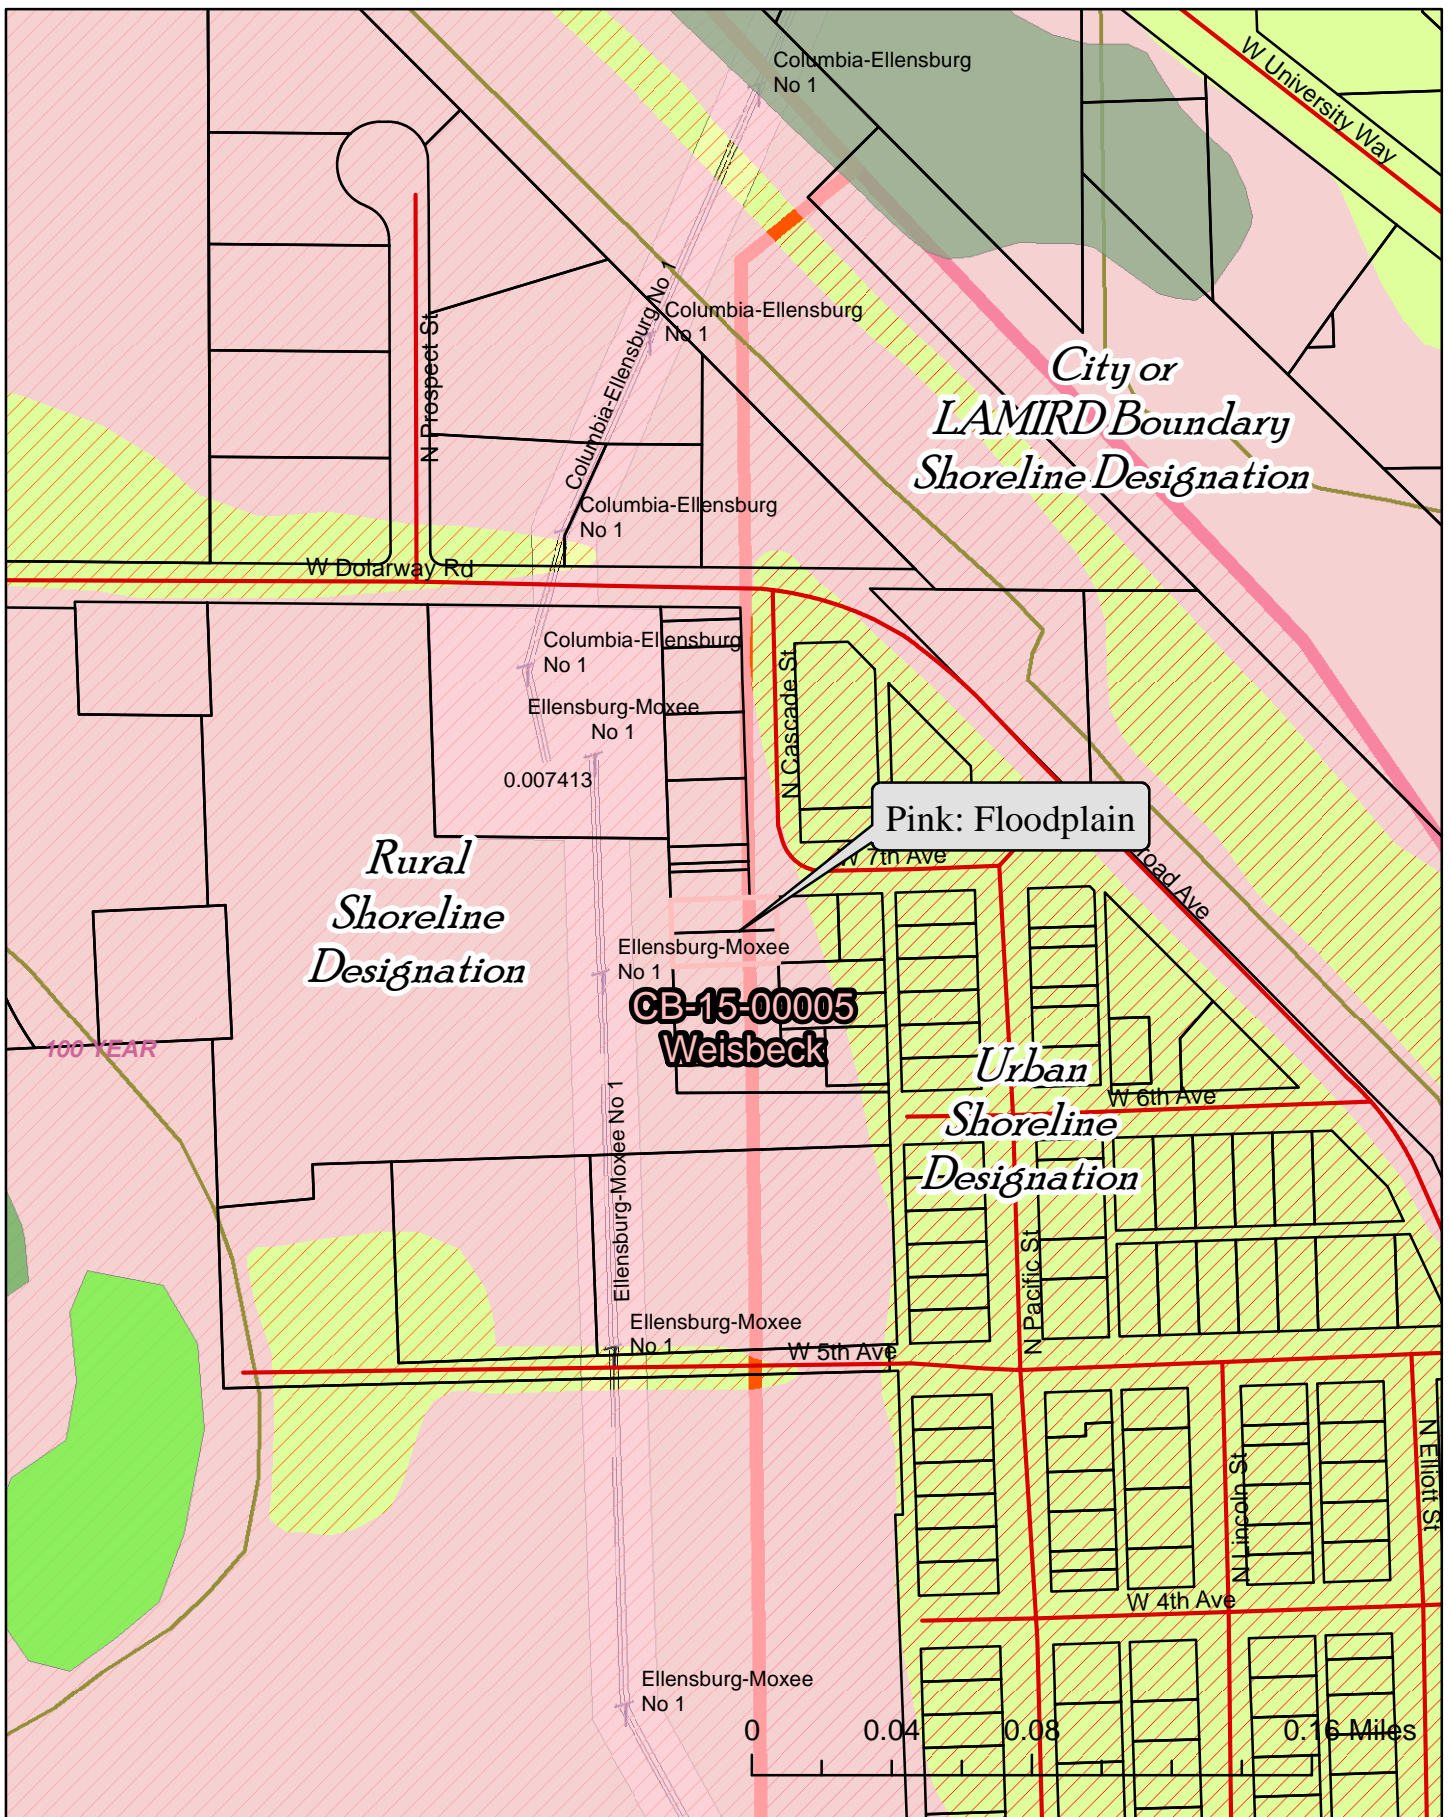 Columbia-Ellensburg
No 1
W University Way
Columbia-Ellensburg No 1
Columbia-Ellensburg
No 1
N Prospect St
City or
LAMIRD Boundary
Shoreline Designation
Columbia-Ellensburg
No 1
W Dolarway Rd
Columbia-Ellensburg
No 1
N Cascade St
Ellensburg-Moxee
No 1
0.007413
Pink: Floodplain
W 7th Ave
road Ave
Rural
Shoreline
Designation
Ellensburg-Moxee
No 1
CB-15-00005
Weisbeck
100 YEAR
Urban
Shoreline
Designation
W 6th Ave
Ellensburg-Moxee No 1
N Pacific St
Ellensburg-Moxee
No 1
W 5th Ave
N Lincoln St
N Elliott St
W 4th Ave
Ellensburg-Moxee
No 1
0 0.04 0.08 0.16 Miles